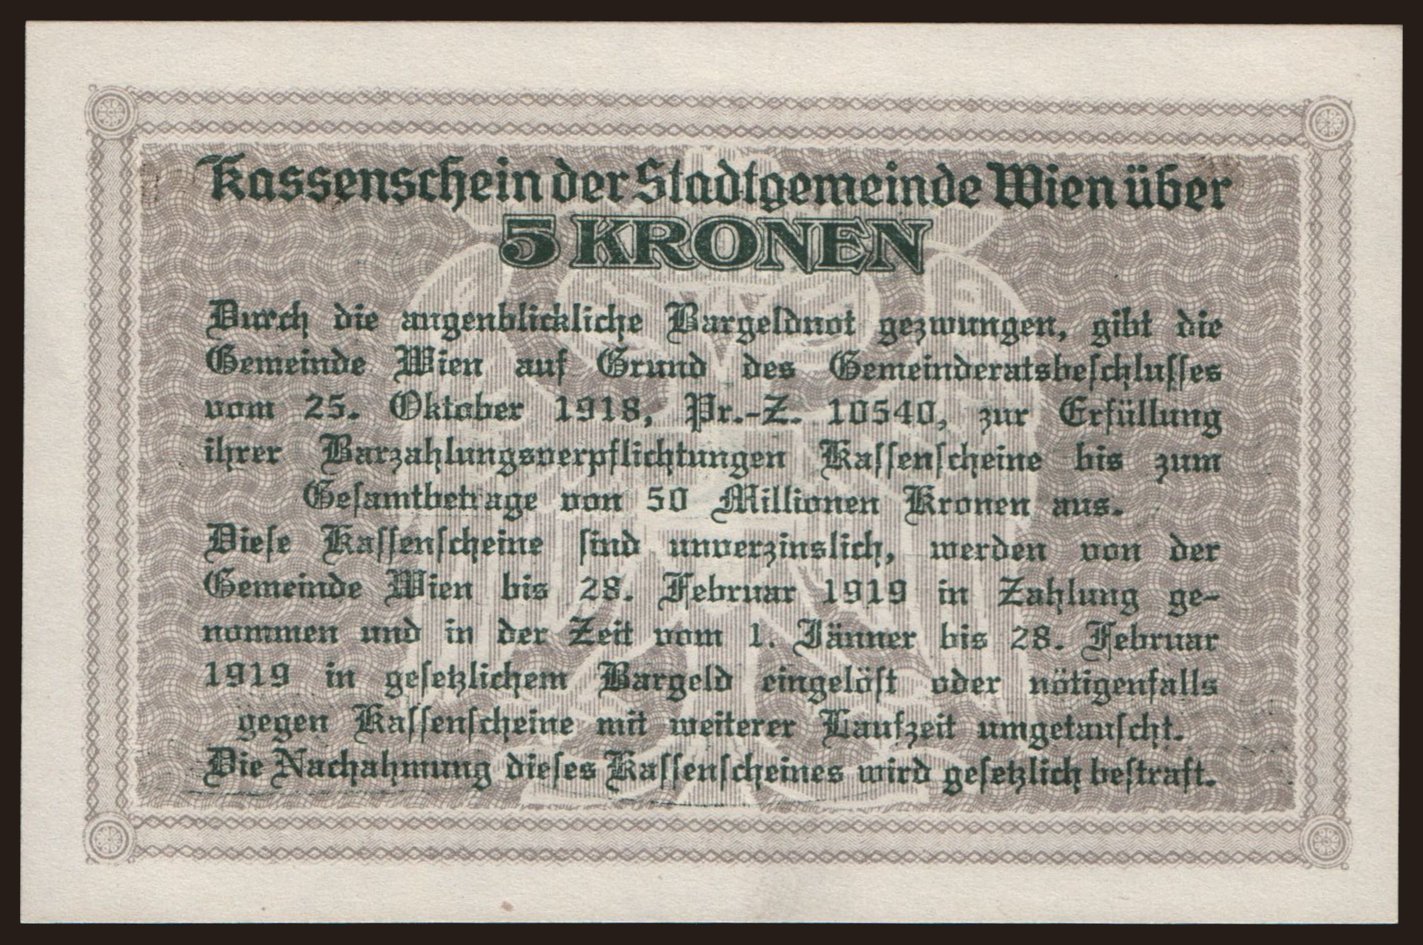 Kassenschein der Stadtgemeinde Wien über
5 KRONEN
Durch die augenblickliche Bargeldnot gezwungen, gibt die
Gemeinde Wien auf Grund des Gemeinderatsbeschlusses
vom 25. Oktober 1918, Pr.-Z. 10540, zur Erfüllung
ihrer Barzahlungsverpflichtungen Kassenscheine bis zum
Gesamtbetrage von 50 Millionen Kronen aus.
Diese Kassenscheine sind unverzinslich, werden von der
Gemeinde Wien bis 28. Februar 1919 in Zahlung ge-
nommen und in der Zeit vom 1. Jänner bis 28. Februar
1919 in gesetzlichem Bargeld eingelöst oder nötigenfalls
gegen Kassenscheine mit weiterer Laufzeit umgetauscht.
Die Nachahmung dieses Kassenscheines wird gesetzlich bestraft.